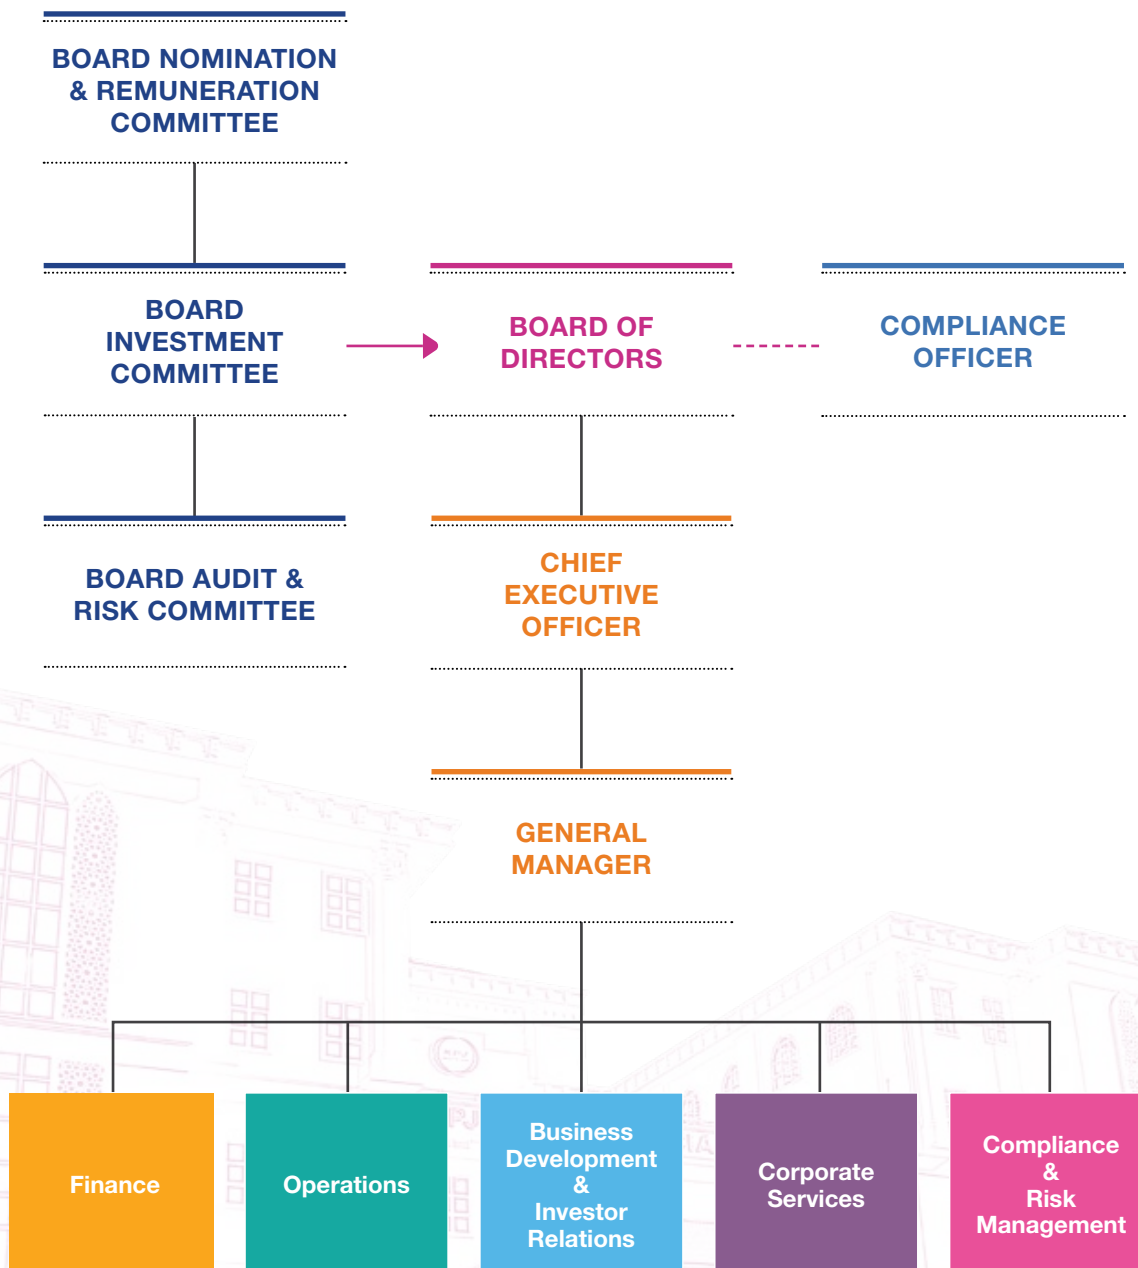 BOARD NOMINATION
& REMUNERATION
COMMITTEE
BOARD
INVESTMENT
COMMITTEE
BOARD OF
DIRECTORS
COMPLIANCE
OFFICER
BOARD AUDIT &
RISK COMMITTEE
CHIEF
EXECUTIVE
OFFICER
GENERAL
MANAGER
Finance
Operations
Business
Development
&
Investor
Relations
Corporate
Services
Compliance
&
Risk
Management